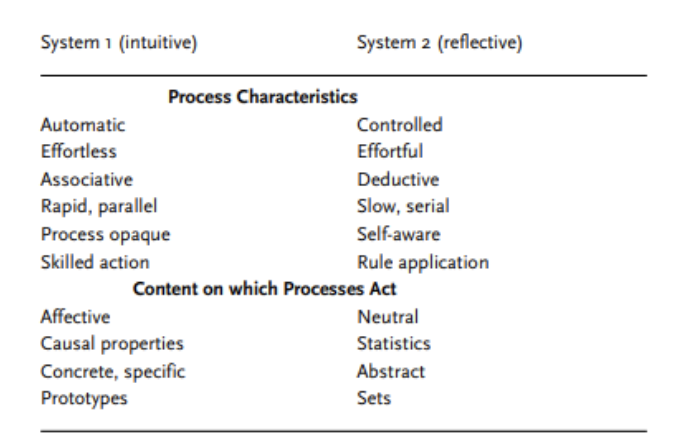 System 1 (intuitive) System 2 (reflective)
Process Characteristics
Automatic Controlled
Effortless Effortful
Associative Deductive
Rapid, parallel Slow, serial
Process opaque Self-aware
Skilled action Rule application
Content on which Processes Act
Affective Neutral
Causal properties Statistics
Concrete, specific Abstract
Prototypes Sets